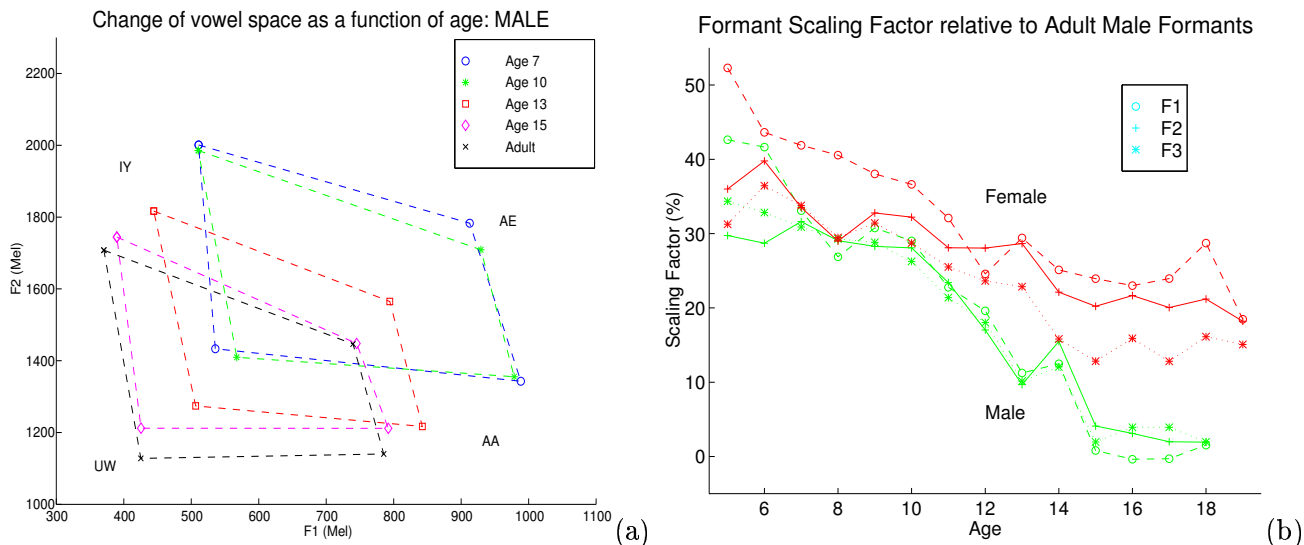 Change of vowel space as a function of age: MALE
2200
2000
1800
1600
1400
1200
1000
F2 (Mel)
300 400 500 600 700 800 900 1000 1100
F1 (Mel)
Age 7
Age 10
Age 13
Age 15
Adult
IY
AE
AA
UW
(a)
Formant Scaling Factor relative to Adult Male Formants
50
40
30
20
10
0
Scaling Factor (%)
6 8 10 12 14 16 18
Age
F1
F2
F3
Female
Male
(b)